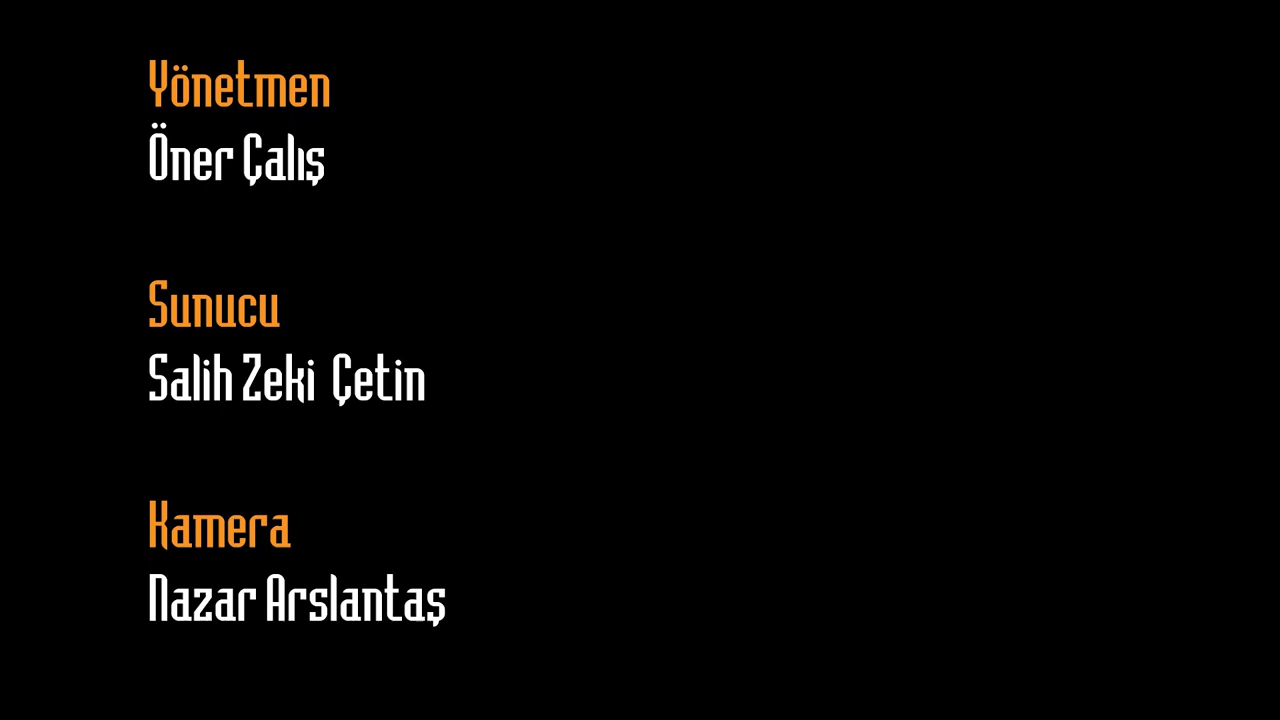 Yönetmen
Öner Çalış
Sunucu
Salih Zeki Çetin
Kamera
Nazar Arslantaş